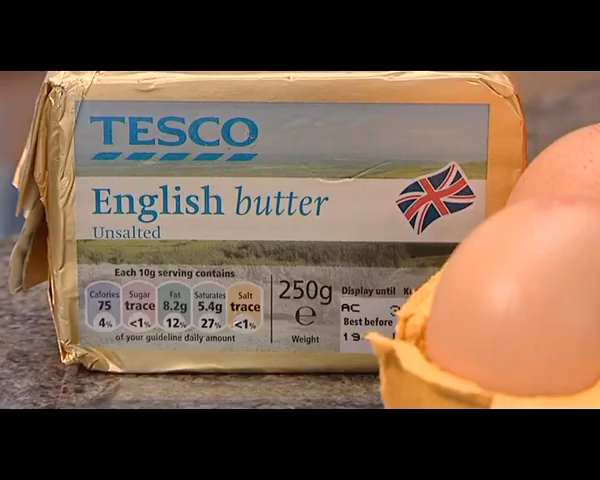 TESCO
English butter
Unsalted
Each 10g serving contains
Calories Sugar Fat Saturates Salt
75 trace 8.2g 5.4g trace
4% <1% 12% 27% <1%
of your guideline daily amount
250g
℮
Weight
Display until
AC
Best before
19